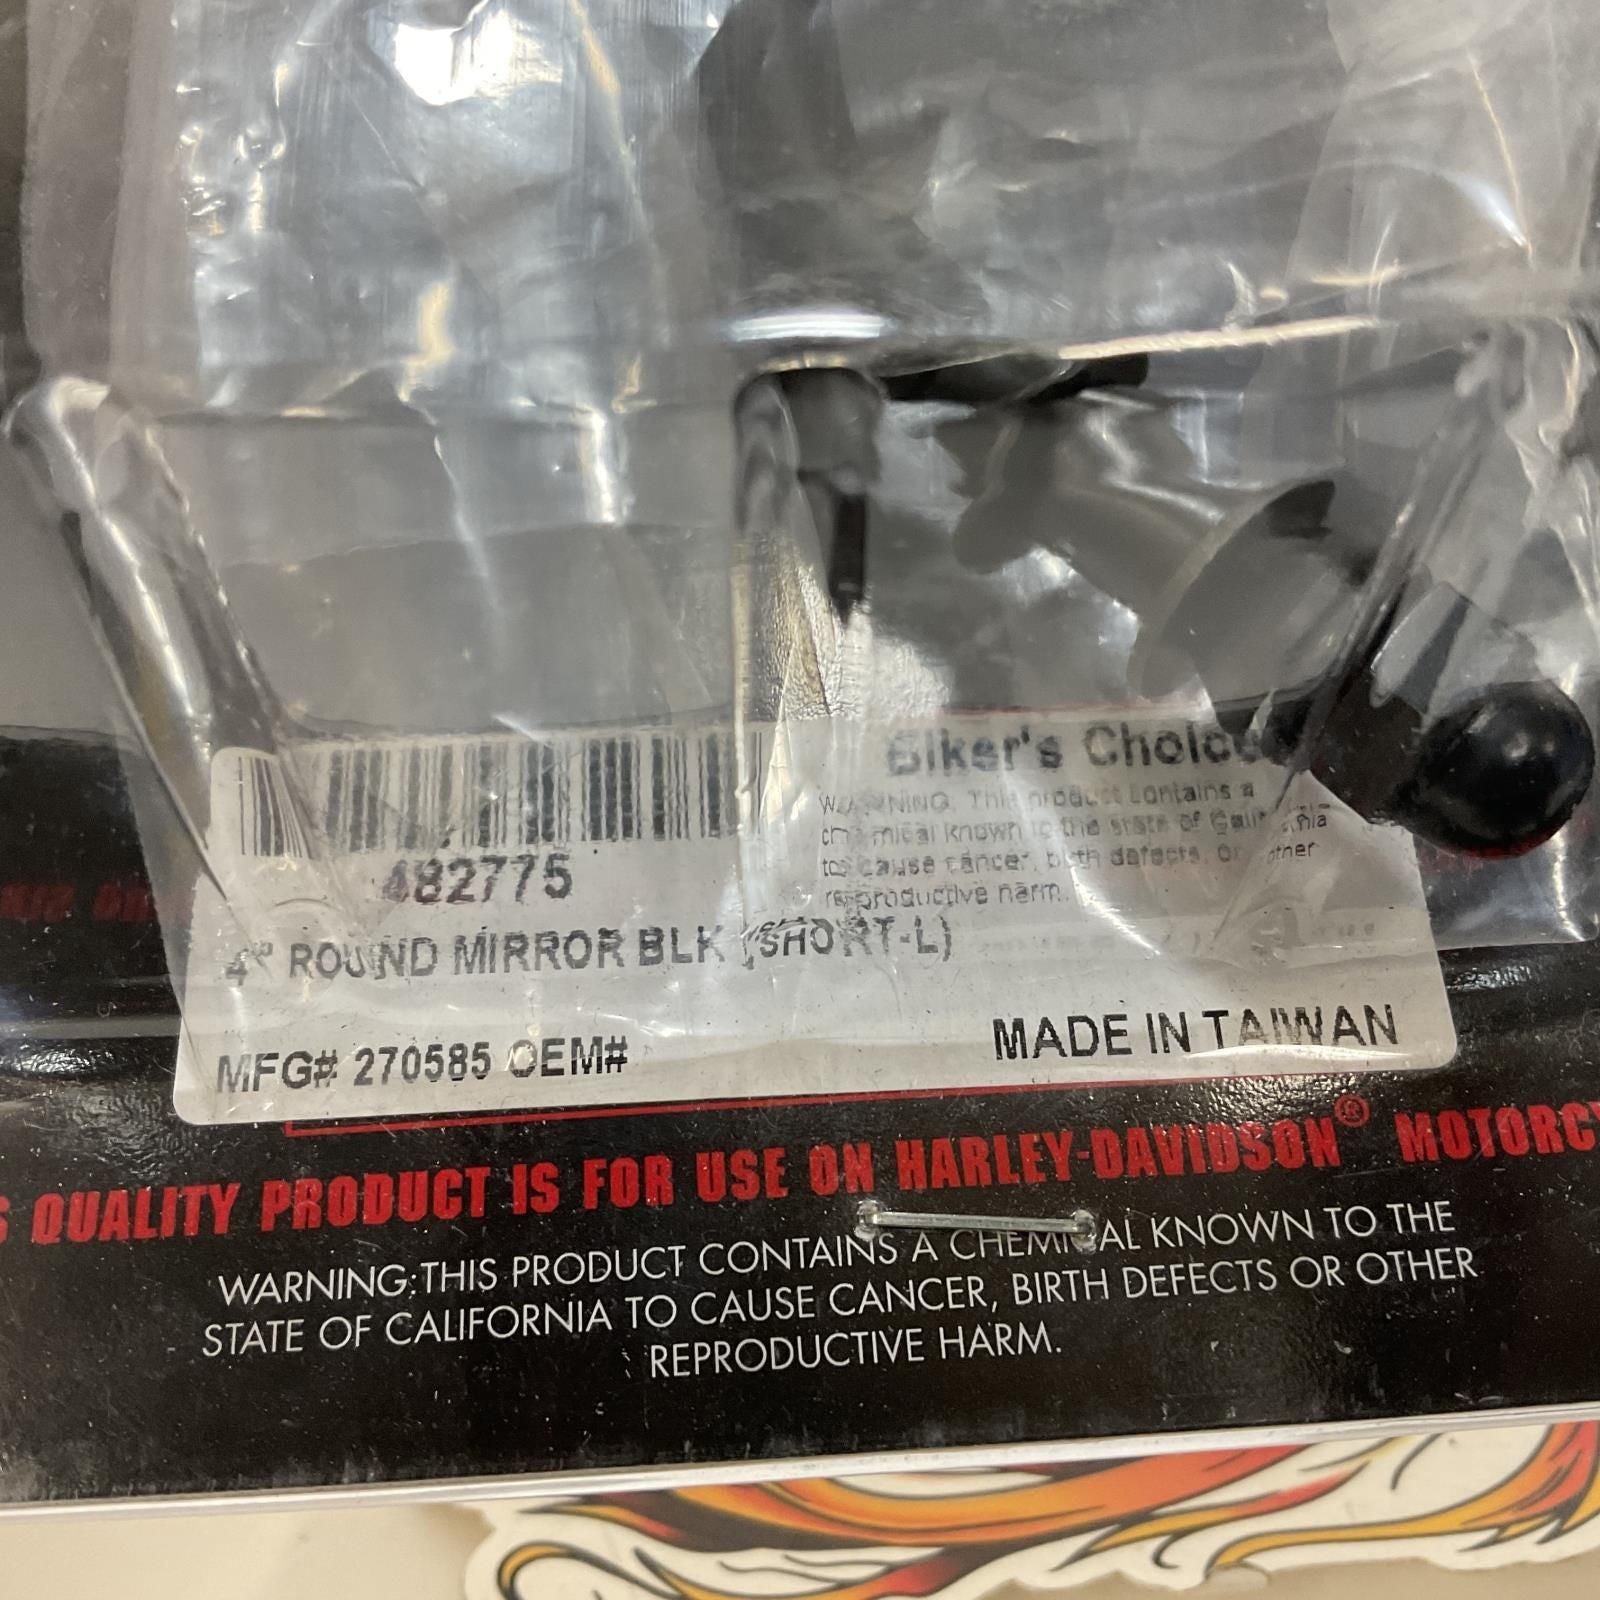 Biker's Choice
WARNING: This product contains a
chemical known to the state of California
to cause cancer, birth defects, or other
reproductive harm.
482775
4" ROUND MIRROR BLK (SHORT-L)
MFG# 270585 OEM#
MADE IN TAIWAN
S QUALITY PRODUCT IS FOR USE ON HARLEY-DAVIDSON® MOTORCY
WARNING:THIS PRODUCT CONTAINS A CHEMICAL KNOWN TO THE
STATE OF CALIFORNIA TO CAUSE CANCER, BIRTH DEFECTS OR OTHER
REPRODUCTIVE HARM.